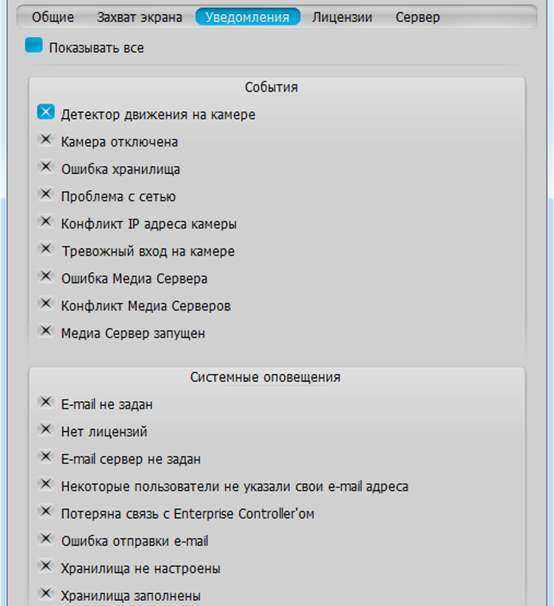 Общие Захват экрана Уведомления Лицензии Сервер
Показывать все
События
Детектор движения на камере
Камера отключена
Ошибка хранилища
Проблема с сетью
Конфликт IP адреса камеры
Тревожный вход на камере
Ошибка Медиа Сервера
Конфликт Медиа Серверов
Медиа Сервер запущен
Системные оповещения
E-mail не задан
Нет лицензий
E-mail сервер не задан
Некоторые пользователи не указали свои e-mail адреса
Потеряна связь с Enterprise Controller'ом
Ошибка отправки e-mail
Хранилища не настроены
Хранилища заполнены